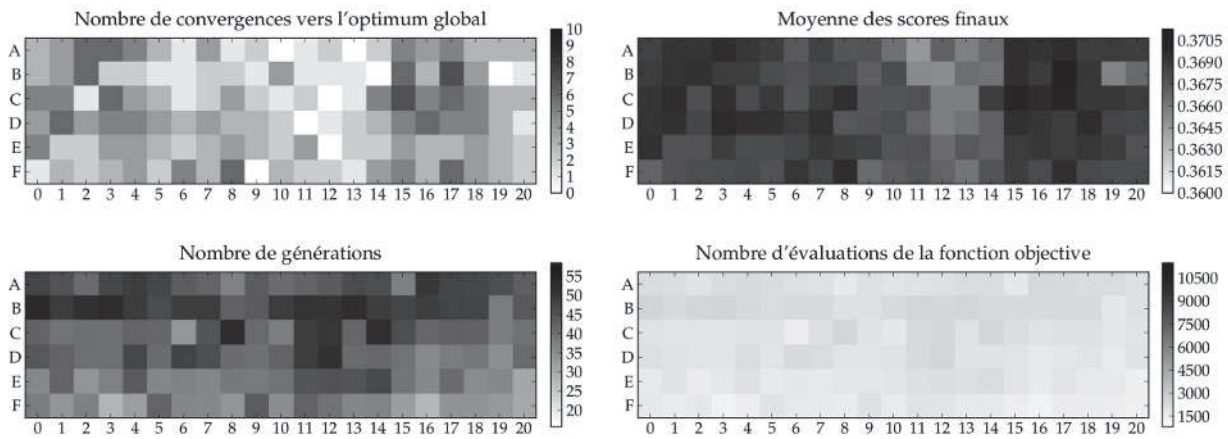 Nombre de convergences vers l'optimum global
A
B
C
D
E
F
0 1 2 3 4 5 6 7 8 9 10 11 12 13 14 15 16 17 18 19 20
10
9
8
7
6
5
4
3
2
1
0
Moyenne des scores finaux
A
B
C
D
E
F
0 1 2 3 4 5 6 7 8 9 10 11 12 13 14 15 16 17 18 19 20
0.3705
0.3690
0.3675
0.3660
0.3645
0.3630
0.3615
0.3600
Nombre de générations
A
B
C
D
E
F
0 1 2 3 4 5 6 7 8 9 10 11 12 13 14 15 16 17 18 19 20
55
50
45
40
35
30
25
20
Nombre d'évaluations de la fonction objective
A
B
C
D
E
F
0 1 2 3 4 5 6 7 8 9 10 11 12 13 14 15 16 17 18 19 20
10500
9000
7500
6000
4500
3000
1500